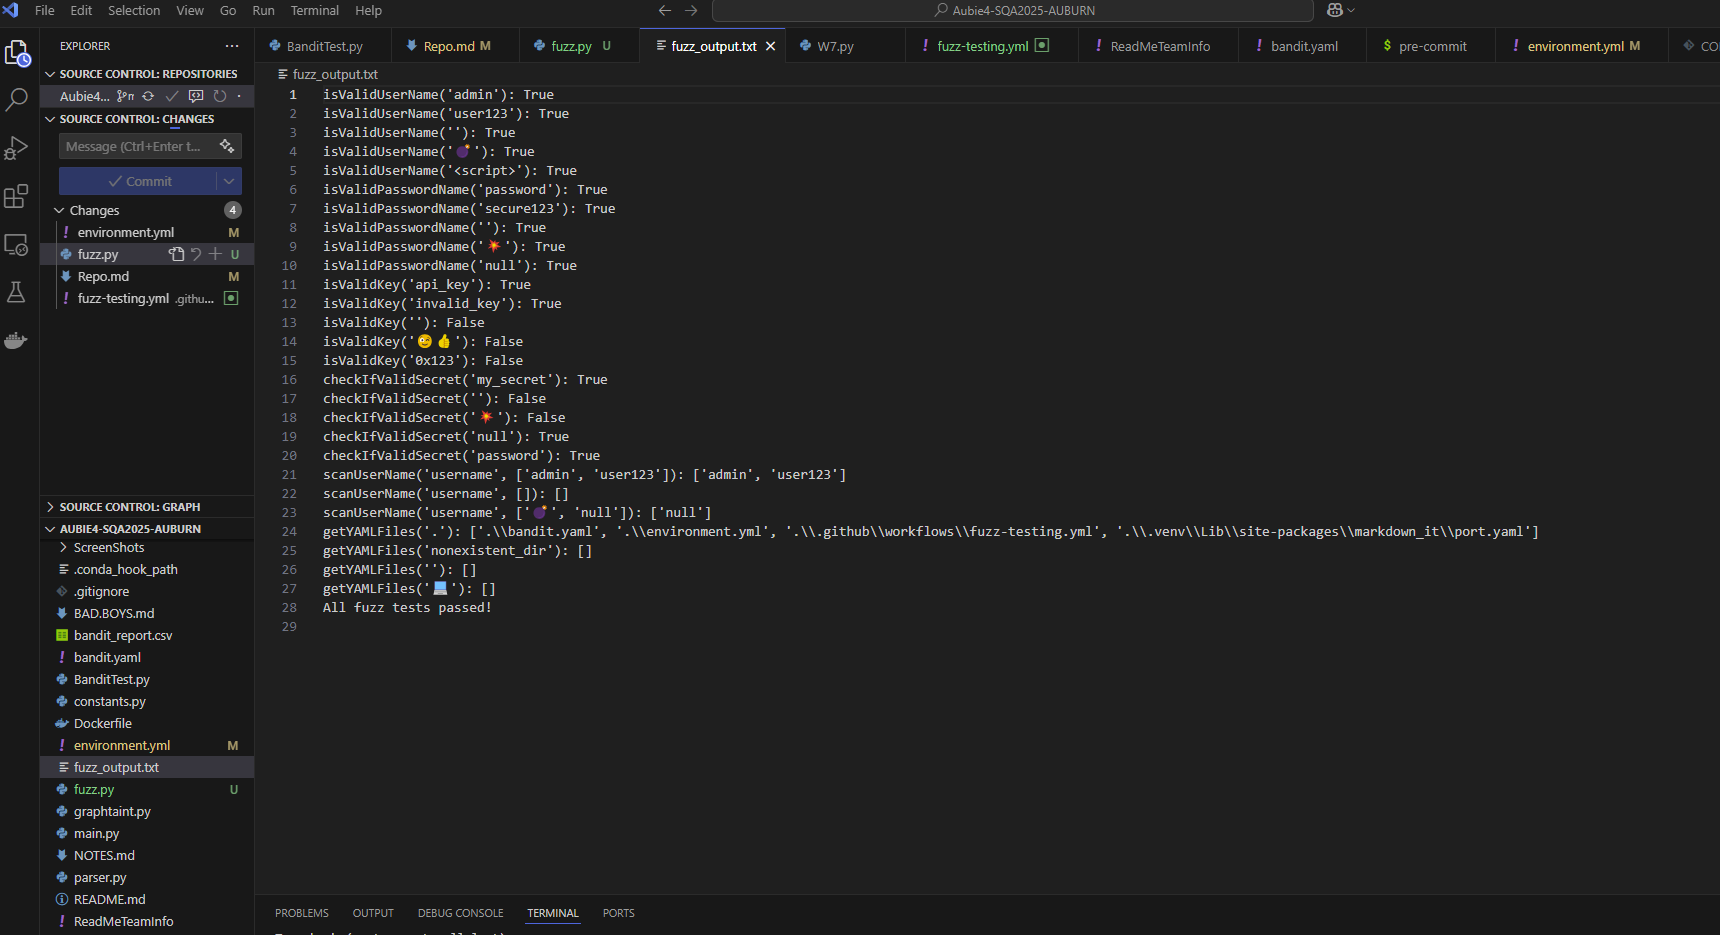 File Edit Selection View Go Run Terminal Help
Aubie4-SQA2025-AUBURN
EXPLORER
SOURCE CONTROL: REPOSITORIES
Aubie4...
SOURCE CONTROL: CHANGES
Message (Ctrl+Enter t...
Commit
Changes 4
environment.yml M
fuzz.py U
Repo.md M
fuzz-testing.yml .githu...
SOURCE CONTROL: GRAPH
AUBIE4-SQA2025-AUBURN
ScreenShots
.conda_hook_path
.gitignore
BAD.BOYS.md
bandit_report.csv
bandit.yaml
BanditTest.py
constants.py
Dockerfile
environment.yml M
fuzz_output.txt
fuzz.py U
graphtaint.py
main.py
NOTES.md
parser.py
README.md
ReadMeTeamInfo
BanditTest.py Repo.md M fuzz.py U fuzz_output.txt W7.py fuzz-testing.yml ReadMeTeamInfo bandit.yaml pre-commit environment.yml M CO
fuzz_output.txt
1 isValidUserName('admin'): True
2 isValidUserName('user123'): True
3 isValidUserName(''): True
4 isValidUserName('💣'): True
5 isValidUserName('<script>'): True
6 isValidPasswordName('password'): True
7 isValidPasswordName('secure123'): True
8 isValidPasswordName(''): True
9 isValidPasswordName('💥'): True
10 isValidPasswordName('null'): True
11 isValidKey('api_key'): True
12 isValidKey('invalid_key'): True
13 isValidKey(''): False
14 isValidKey('🧐👍'): False
15 isValidKey('0x123'): False
16 checkIfValidSecret('my_secret'): True
17 checkIfValidSecret(''): False
18 checkIfValidSecret('💥'): False
19 checkIfValidSecret('null'): True
20 checkIfValidSecret('password'): True
21 scanUserName('username', ['admin', 'user123']): ['admin', 'user123']
22 scanUserName('username', []): []
23 scanUserName('username', ['💣', 'null']): ['null']
24 getYAMLFiles('.'): ['.\\bandit.yaml', '.\\environment.yml', '.\\.github\\workflows\\fuzz-testing.yml', '.\\.venv\\Lib\\site-packages\\markdown_it\\port.yaml']
25 getYAMLFiles('nonexistent_dir'): []
26 getYAMLFiles(''): []
27 getYAMLFiles('💻'): []
28 All fuzz tests passed!
29
PROBLEMS OUTPUT DEBUG CONSOLE TERMINAL PORTS